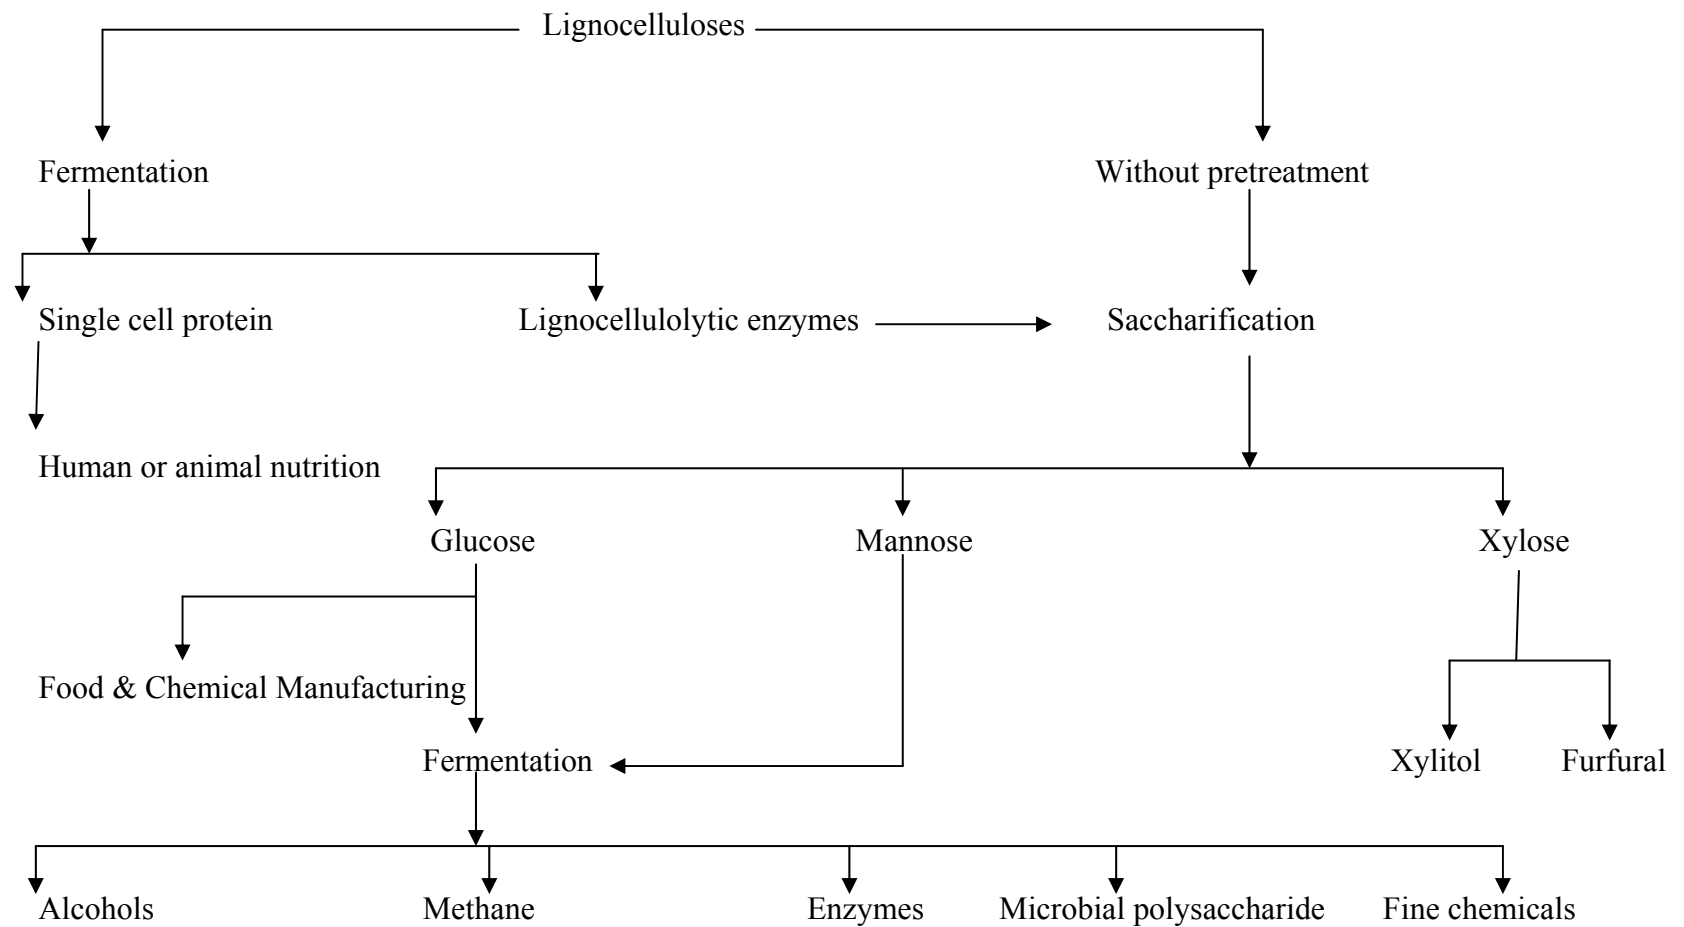 Lignocelluloses
Fermentation
Without pretreatment
Single cell protein
Lignocellulolytic enzymes
Saccharification
Human or animal nutrition
Glucose
Mannose
Xylose
Food & Chemical Manufacturing
Fermentation
Xylitol
Furfural
Alcohols
Methane
Enzymes
Microbial polysaccharide
Fine chemicals